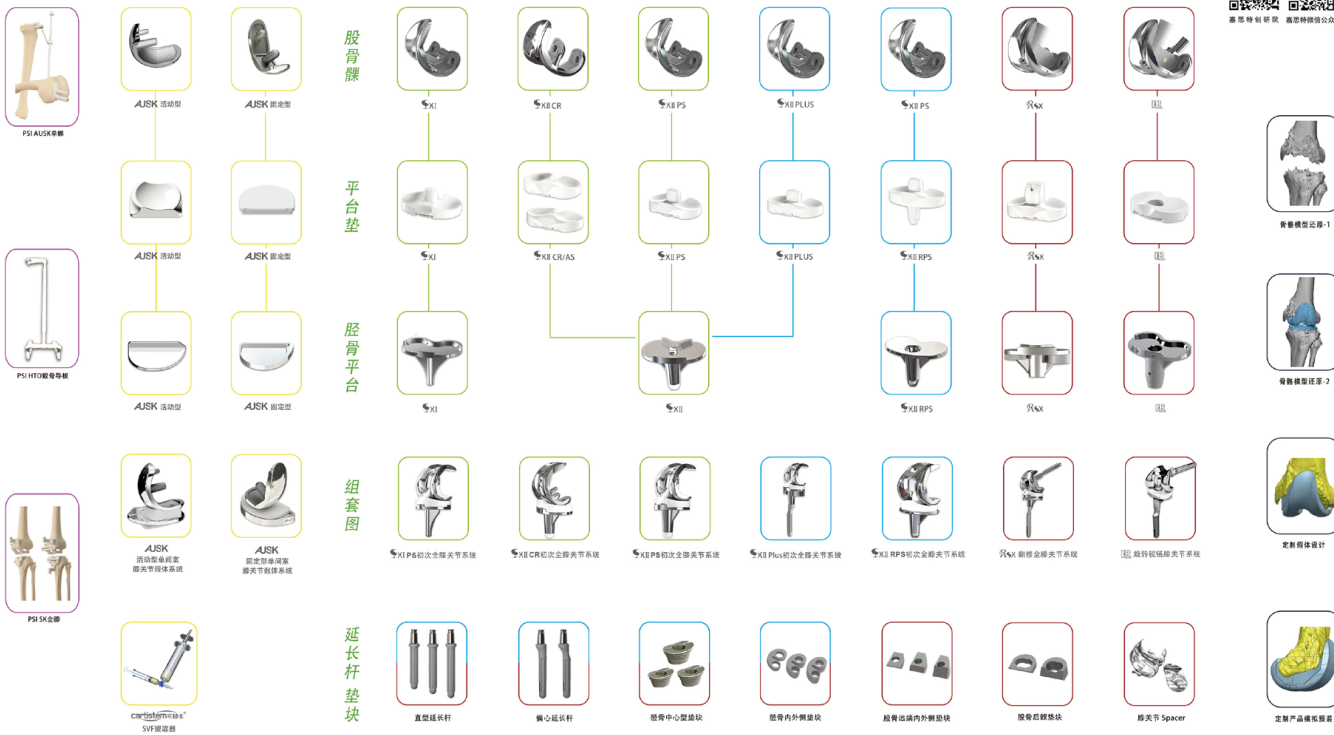 嘉思特创研院 嘉思特微信公众
股骨髁
PSI AUSK单髁
AUSK 活动型
AUSK 固定型
XI
XII CR
XII PS
XII PLUS
XII PS
RSX
平台垫
AUSK 活动型
AUSK 固定型
XI
XII CR/AS
XII PS
XII PLUS
XII RPS
RSX
骨骼模型还原-1
胫骨平台
PSI HTO截骨导板
AUSK 活动型
AUSK 固定型
XI
XII
XII RPS
RSX
骨骼模型还原-2
组套图
AUSK
活动型单间室
膝关节假体系统
AUSK
固定型单间室
膝关节假体系统
XI PS初次全膝关节系统
XII CR初次全膝关节系统
XII PS初次全膝关节系统
XII Plus初次全膝关节系统
XII RPS初次全膝关节系统
RSX 翻修全膝关节系统
旋转铰链膝关节系统
定制假体设计
PSI SK全膝
延长杆 垫块
cartistem
SVF提取器
直型延长杆
偏心延长杆
胫骨中心型垫块
胫骨内外侧垫块
股骨远端内外侧垫块
股骨后髁垫块
膝关节 Spacer
定制产品模拟预装